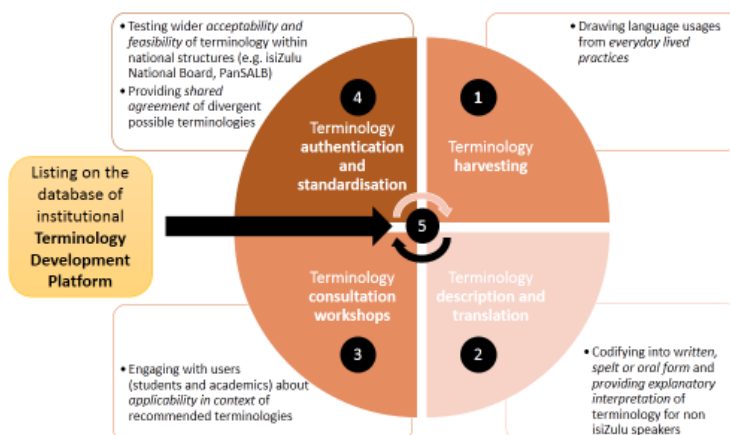 • Testing wider acceptability and
feasibility of terminology within
national structures (e.g. isiZulu
National Board, PanSALB)
• Providing shared
agreement of divergent
possible terminologies
• Drawing language usages
from everyday lived
practices
4
Terminology
authentication and
standardisation
1
Terminology
harvesting
Listing on the
database of
institutional
Terminology
Development
Platform
5
Terminology
consultation
workshops
3
Terminology
description and
translation
2
• Engaging with users
(students and academics) about
applicability in context of
recommended terminologies
• Codifying into written,
spelt or oral form and
providing explanatory
interpretation of
terminology for non
isiZulu speakers